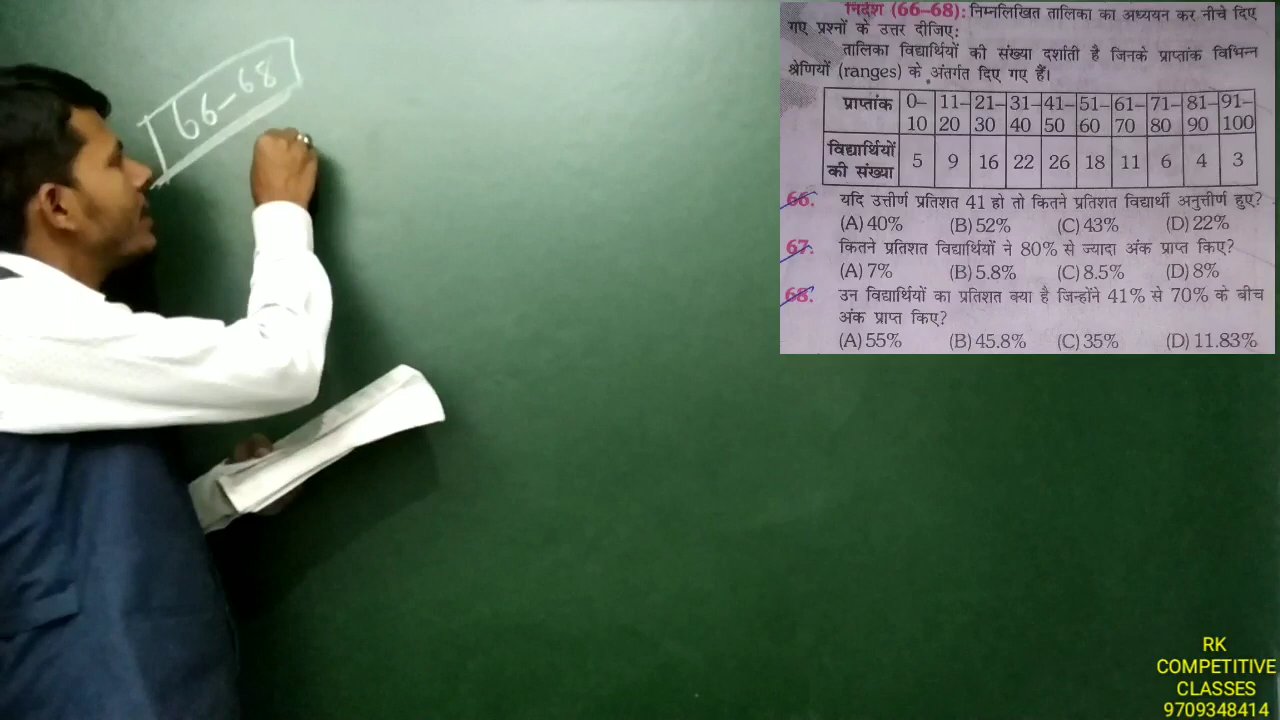 66-68
निर्देश (66–68): निम्नलिखित तालिका का अध्ययन कर नीचे दिए
गए प्रश्नों के उत्तर दीजिए:
तालिका विद्यार्थियों की संख्या दर्शाती है जिनके प्राप्तांक विभिन्न
श्रेणियों (ranges) के अंतर्गत दिए गए हैं।
प्राप्तांक 0–10 11–20 21–30 31–40 41–50 51–60 61–70 71–80 81–90 91–100
विद्यार्थियों की संख्या 5 9 16 22 26 18 11 6 4 3
66. यदि उत्तीर्ण प्रतिशत 41 हो तो कितने प्रतिशत विद्यार्थी अनुत्तीर्ण हुए?
(A) 40% (B) 52% (C) 43% (D) 22%
67. कितने प्रतिशत विद्यार्थियों ने 80% से ज्यादा अंक प्राप्त किए?
(A) 7% (B) 5.8% (C) 8.5% (D) 8%
68. उन विद्यार्थियों का प्रतिशत क्या है जिन्होंने 41% से 70% के बीच
अंक प्राप्त किए?
(A) 55% (B) 45.8% (C) 35% (D) 11.83%
RK
COMPETITIVE
CLASSES
9709348414